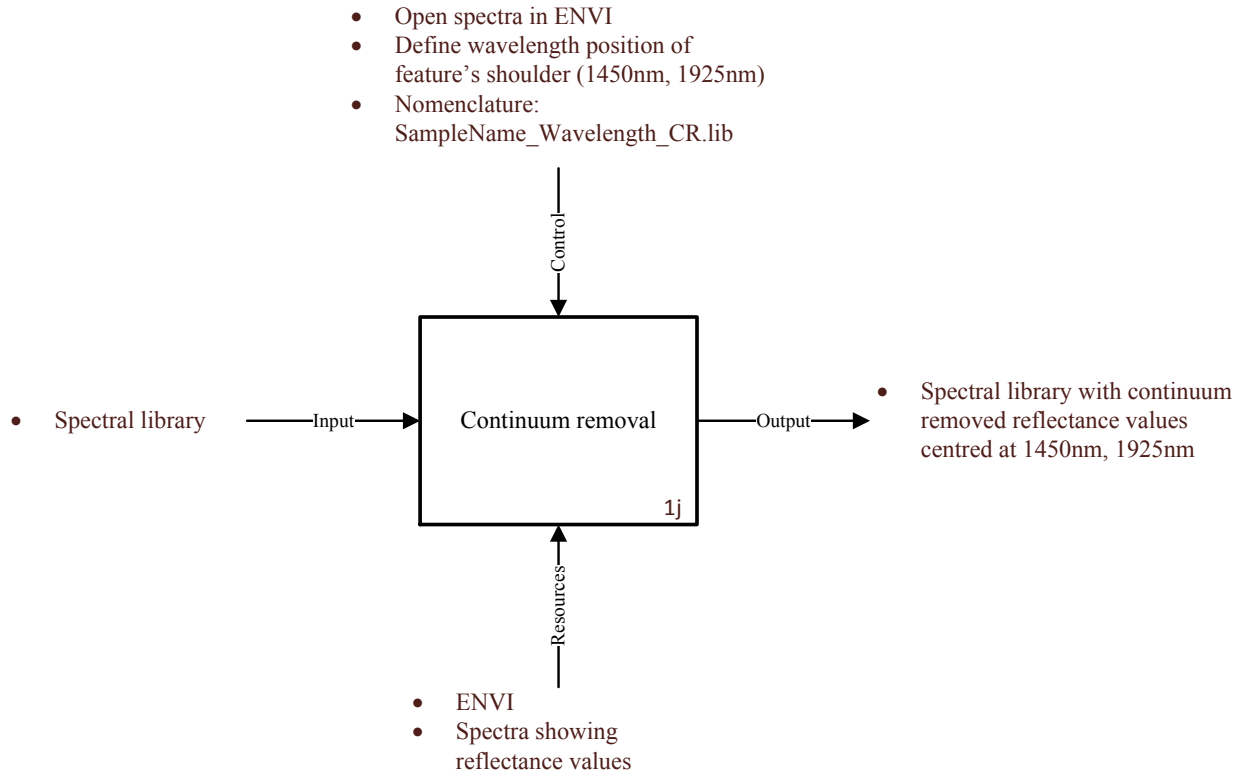 • Open spectra in ENVI
• Define wavelength position of
feature’s shoulder (1450nm, 1925nm)
• Nomenclature:
SampleName_Wavelength_CR.lib
Control
• Spectral library
Input
Continuum removal
1j
Output
• Spectral library with continuum
removed reflectance values
centred at 1450nm, 1925nm
Resources
• ENVI
• Spectra showing
reflectance values